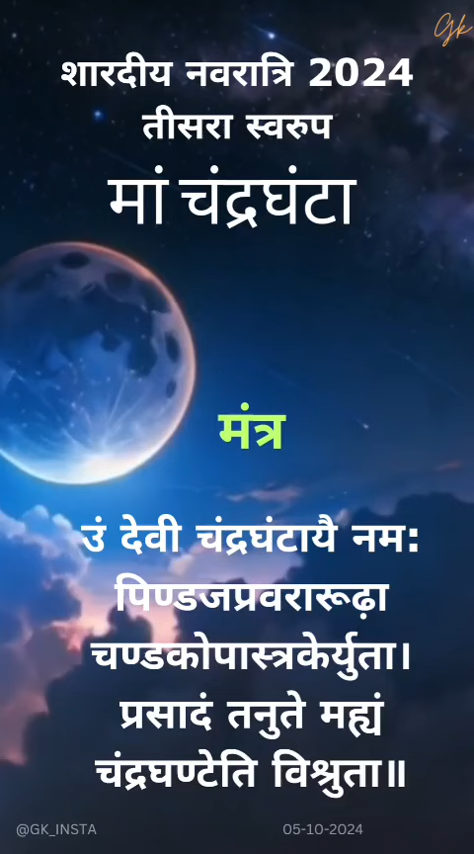 Gk
शारदीय नवरात्रि 2024
तीसरा स्वरुप
मां चंद्रघंटा
मंत्र
उं देवी चंद्रघंटायै नम:
पिण्डजप्रवरारूढ़ा
चण्डकोपास्त्रकेर्युता।
प्रसादं तनुते मह्यं
चंद्रघण्टेति विश्रुता॥
@GK_INSTA 05-10-2024